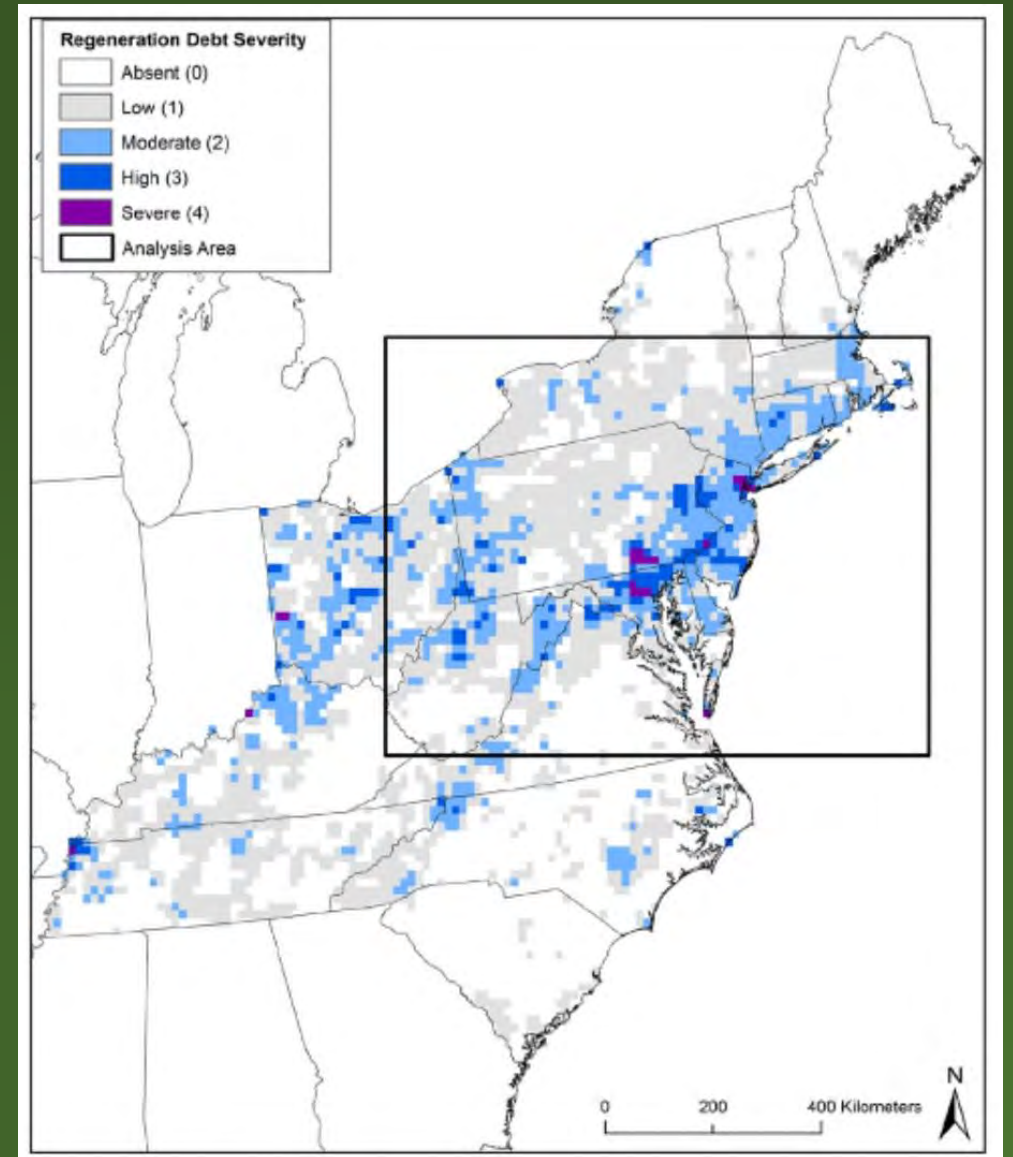 Regeneration Debt Severity
Absent (0)
Low (1)
Moderate (2)
High (3)
Severe (4)
Analysis Area
N
0 200 400 Kilometers